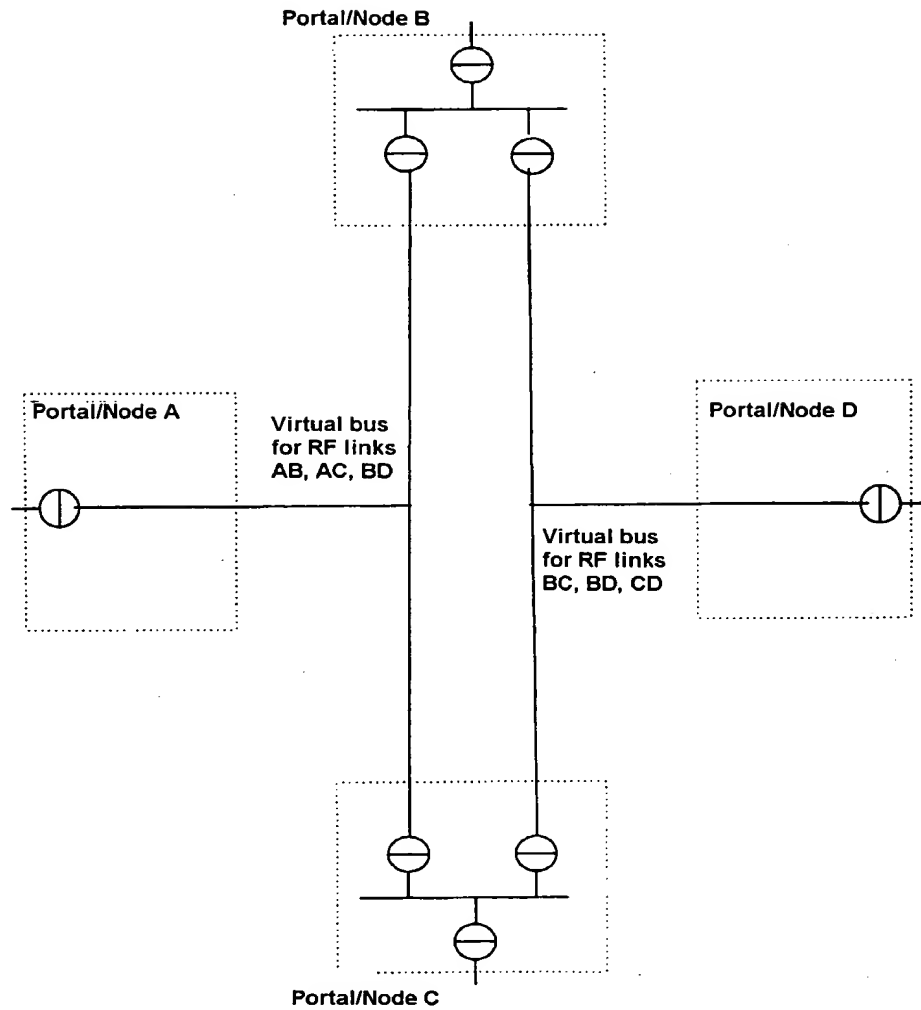 Portal/Node B
Portal/Node A
Virtual bus
for RF links
AB, AC, BD
Portal/Node D
Virtual bus
for RF links
BC, BD, CD
Portal/Node C